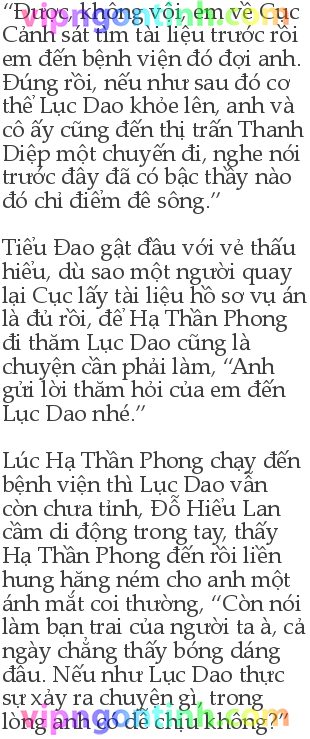 “Được, không vội, em về Cục
Cảnh sát tìm tài liệu trước rồi
em đến bệnh viện đó đợi anh.
Đúng rồi, nếu như sau đó cơ
thể Lục Dao khỏe lên, anh và
cô ấy cũng đến thị trấn Thanh
Diệp một chuyến đi, nghe nói
trước đây đã có bậc thầy nào
đó chỉ điểm đê sông.”
Tiểu Đao gật đầu với vẻ thấu
hiểu, dù sao một người quay
lại Cục lấy tài liệu hồ sơ vụ án
là đủ rồi, để Hạ Thần Phong
đi thăm Lục Dao cũng là
chuyện cần phải làm, “Anh
gửi lời thăm hỏi của em đến
Lục Dao nhé.”
Lúc Hạ Thần Phong chạy đến
bệnh viện thì Lục Dao vẫn
còn chưa tỉnh, Đỗ Hiểu Lan
cầm di động trong tay, thấy
Hạ Thần Phong đến rồi liền
hung hăng ném cho anh một
ánh mắt coi thường, “Còn nói
làm bạn trai của người ta à, cả
ngày chẳng thấy bóng dáng
đâu. Nếu như Lục Dao thực
sự xảy ra chuyện gì, trong
lòng anh có dễ chịu không?”
vipngontinh.com
vipngontinh.com